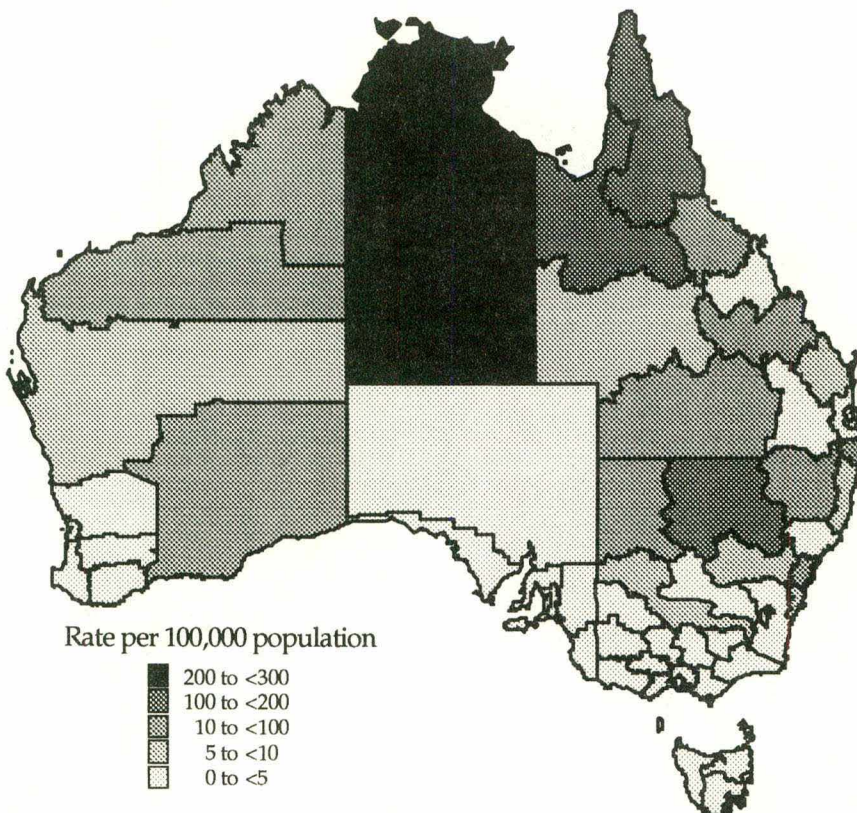 Rate per 100,000 population
200 to <300
100 to <200
10 to <100
5 to <10
0 to <5